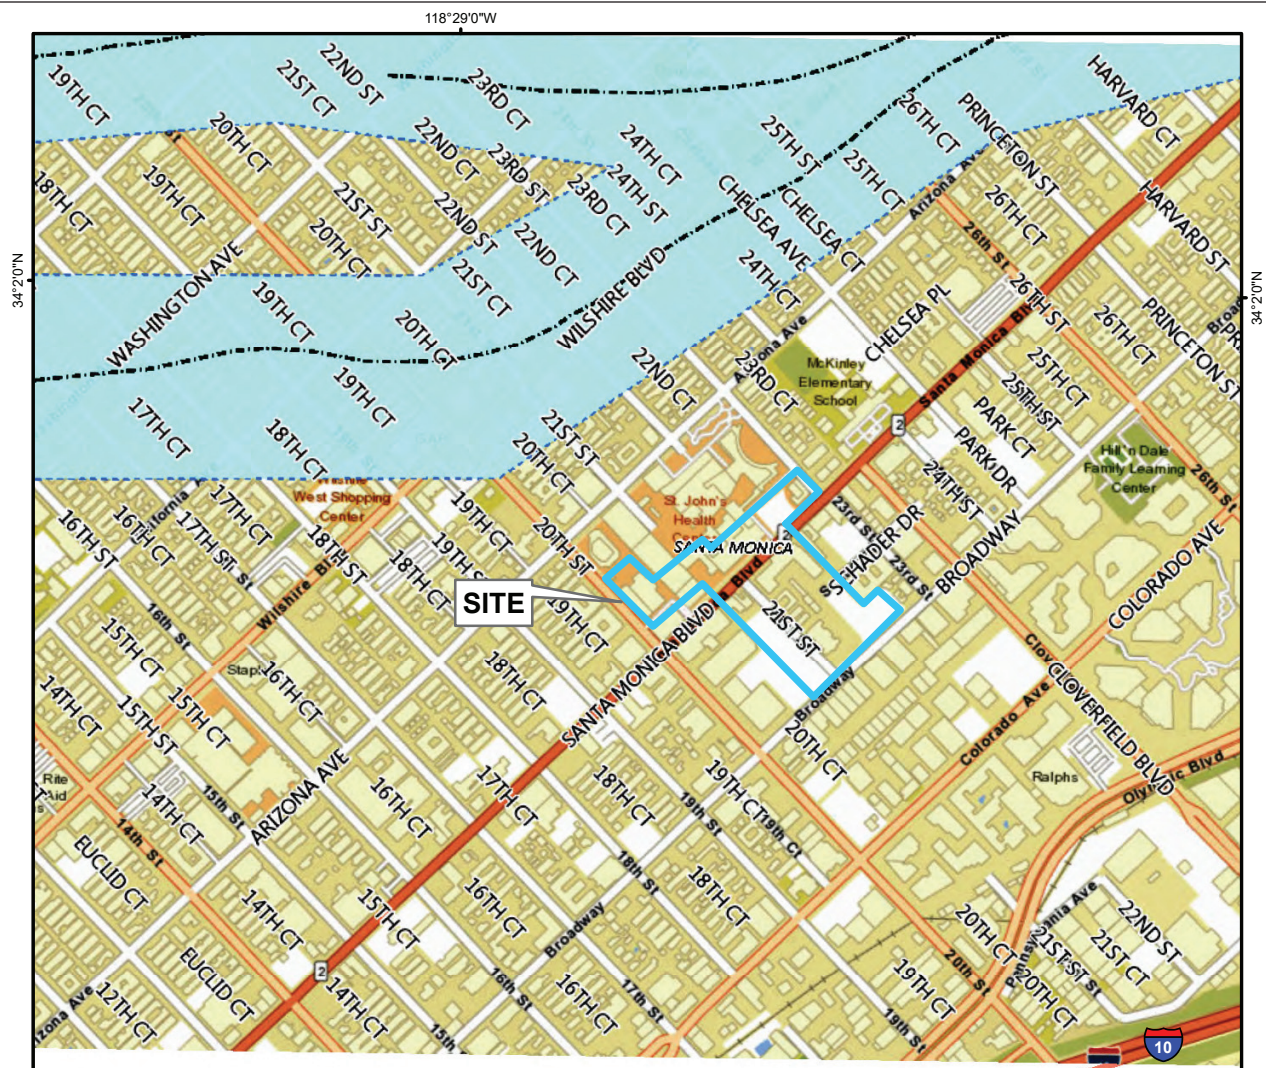 118°29'0"W
34°2'0"N
34°2'0"N
19TH CT
21ST CT
22ND ST
23RD CT
HARVARD CT
20TH CT
22ND CT
23RD ST
24TH CT
25TH ST
26TH CT
PRINCETON ST
18TH CT
19TH CT
21ST ST
22ND ST
23RD CT
24TH ST
25TH CT
Arizona Av
26TH CT
HARVARD ST
20TH CT
22ND CT
CHELSEA AVE
CHELSEA CT
26th St
WASHINGTON AVE
19TH CT
21ST CT
WILSHIRE BLVD
24TH CT
CHELSEA PL
26TH ST
26TH CT
PRINCETON ST
20TH CT
Santa Monica Bl
22ND CT
23RD CT
McKinley
Elementary
School
25TH CT
25TH ST
19TH CT
17TH CT
18TH CT
21ST ST
20TH CT
2
PARK CT
PARK DR
Hill'n Dale
Family Learning
Center
26th St
West Shopping
Center
17TH CT
16TH CT
16TH ST
17TH ST
18TH ST
18TH CT
19TH CT
19TH ST
20TH ST
St. John's
Health
SANTA MONICA
2
23rd St
SCHADER DR
24TH ST
23rd St
BROADWAY
COLORADO AVE
SITE
19TH CT
21ST ST
Wilshire Bl
16th St
15TH CT
14TH CT
15TH ST
15TH CT
16TH CT
18TH CT
SANTA MONICA BLVD
Blvd
Broadway
20TH CT
Colorado Ave
CLOVERFIELD BLVD
Ralphs
Rite
Aid
14TH CT
15th St
ARIZONA AVE
16TH CT
17TH CT
18TH CT
19th St
19TH CT
19th Ct
14th St
EUCLID CT
14TH CT
15TH CT
16TH CT
18th St
18TH CT
Broadway
20TH CT
Pennsylvania Ave
22ND ST
21ST CT
21ST ST
EUCLID CT
2
14TH CT
16th St
16TH CT
17th St
19TH CT
20th St
20TH CT
12TH CT
15th
19th St
10